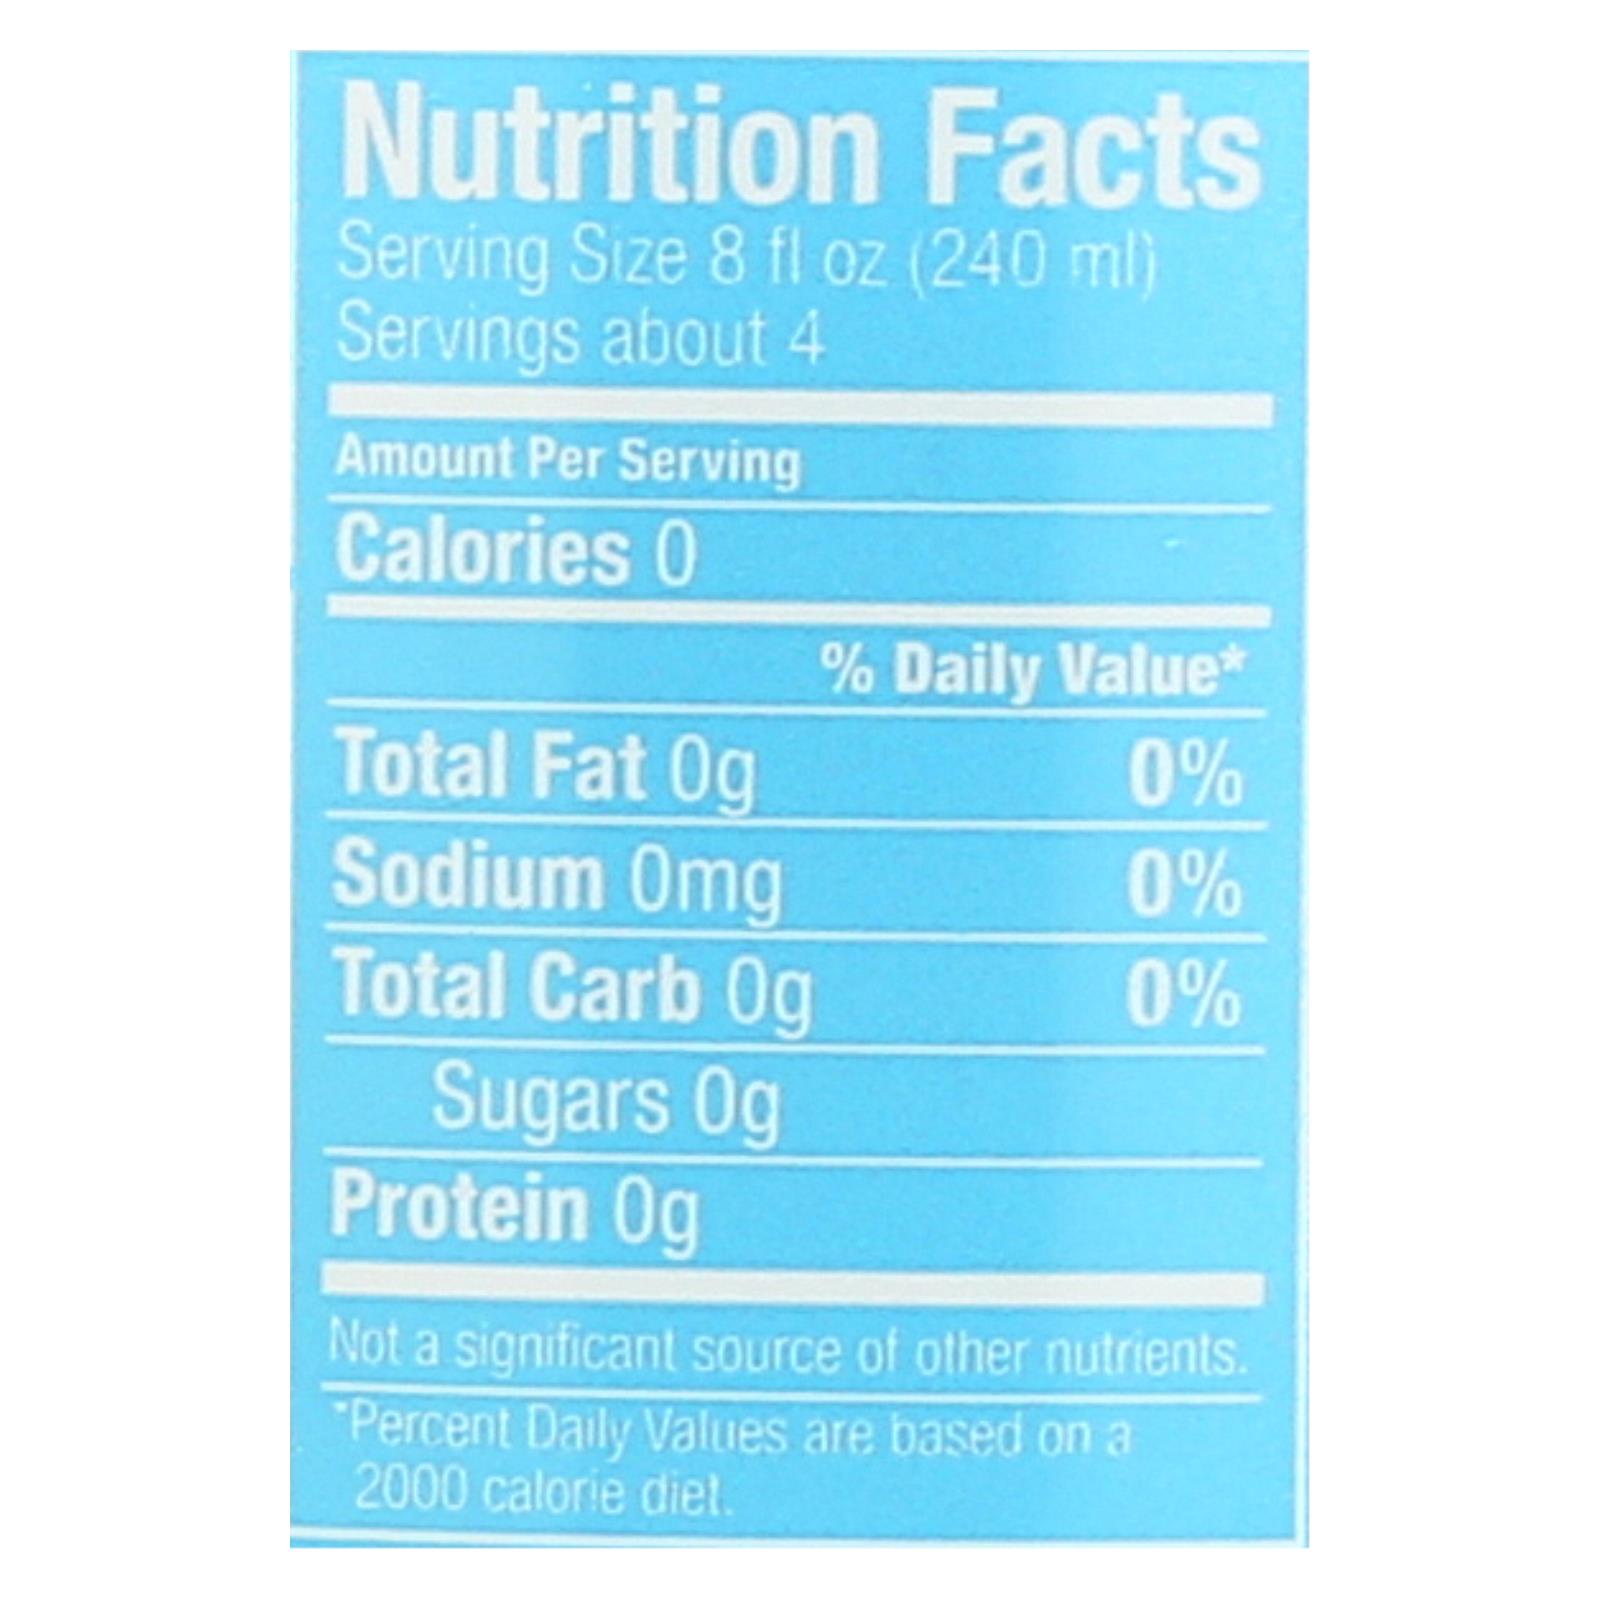 Nutrition Facts
Serving Size 8 fl oz (240 ml)
Servings about 4
Amount Per Serving
Calories 0
% Daily Value*
Total Fat 0g 0%
Sodium 0mg 0%
Total Carb 0g 0%
Sugars 0g
Protein 0g
Not a significant source of other nutrients.
*Percent Daily Values are based on a
2000 calorie diet.